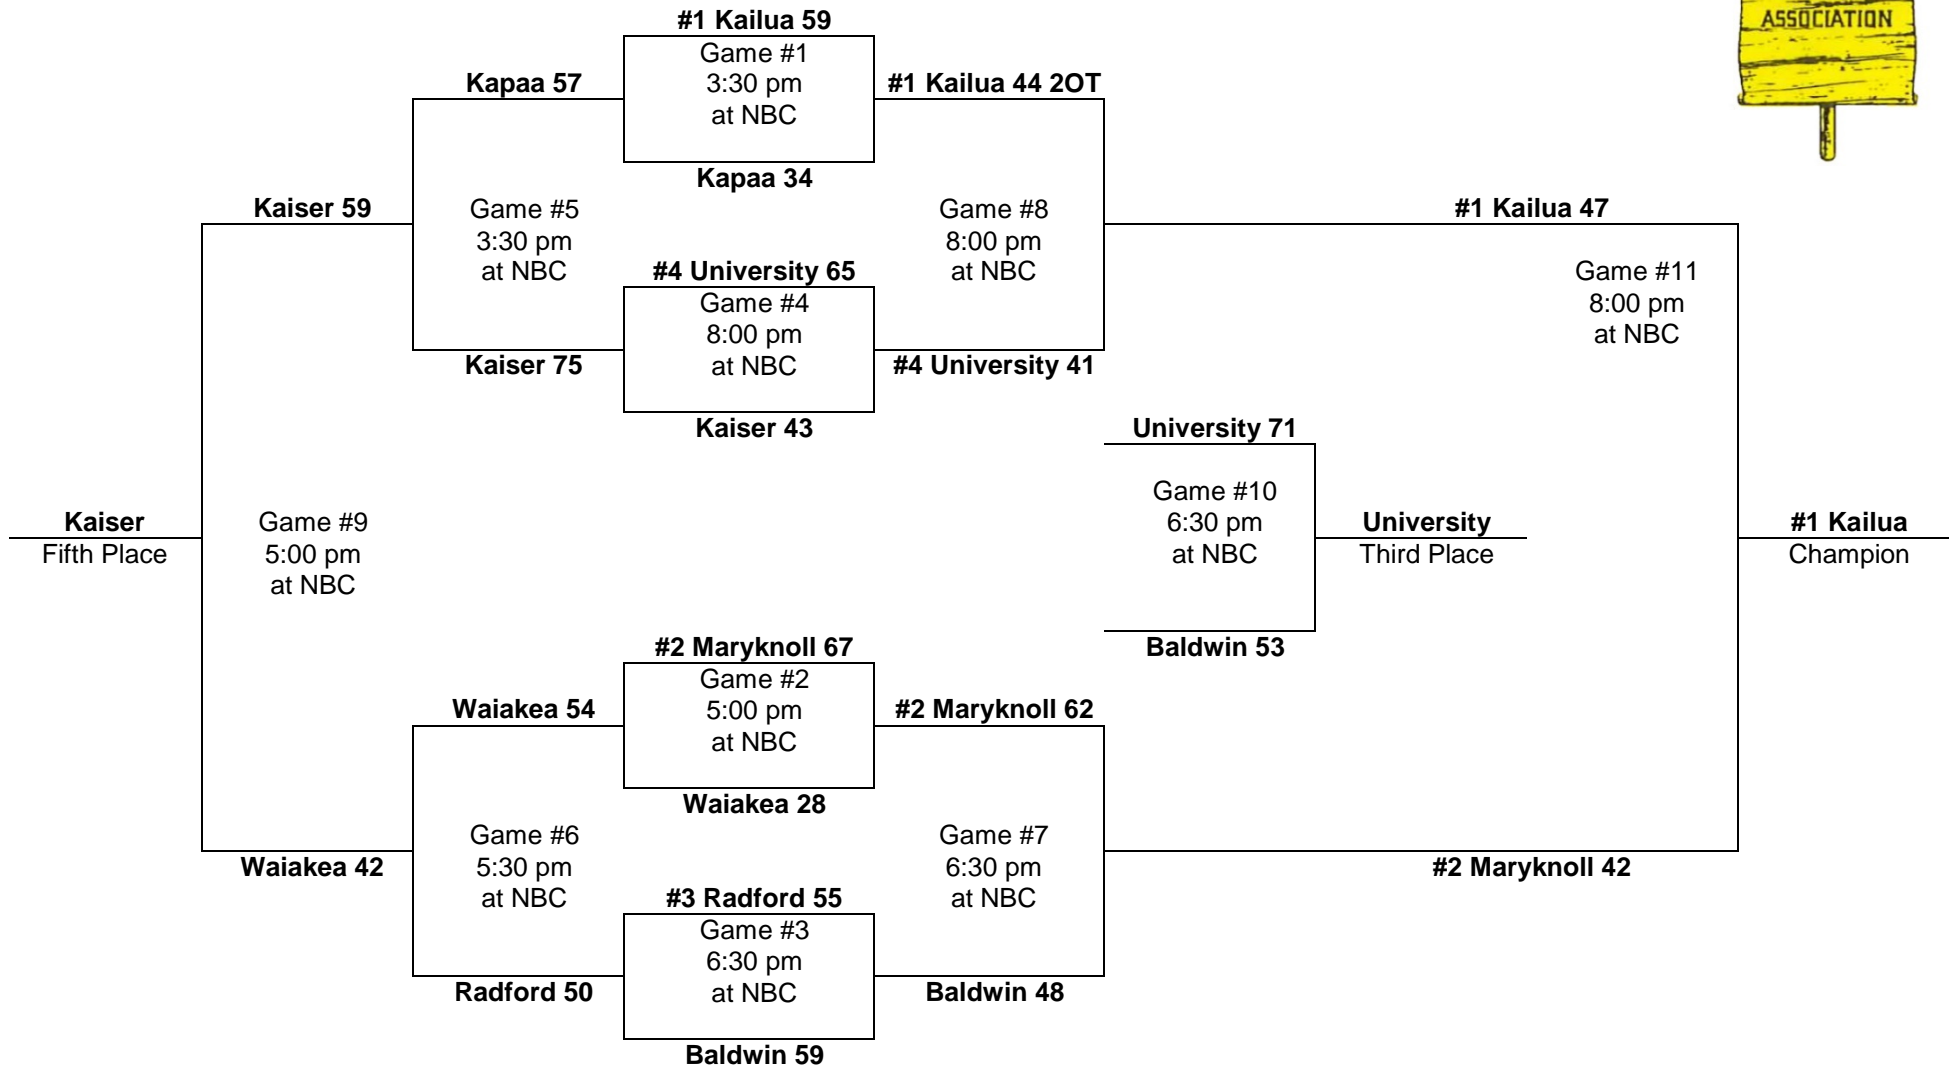 ASSOCIATION
#1 Kailua 59
Game #1
3:30 pm
at NBC
Kapaa 34
Kapaa 57
#1 Kailua 44 2OT
Kaiser 59
Game #5
3:30 pm
at NBC
Game #8
8:00 pm
at NBC
#1 Kailua 47
#4 University 65
Game #4
8:00 pm
at NBC
Kaiser 43
Kaiser 75
#4 University 41
Game #11
8:00 pm
at NBC
University 71
Game #10
6:30 pm
at NBC
Baldwin 53
University
Third Place
Kaiser
Fifth Place
Game #9
5:00 pm
at NBC
#1 Kailua
Champion
#2 Maryknoll 67
Game #2
5:00 pm
at NBC
Waiakea 28
Waiakea 54
#2 Maryknoll 62
Game #6
5:30 pm
at NBC
Game #7
6:30 pm
at NBC
Waiakea 42
#2 Maryknoll 42
#3 Radford 55
Game #3
6:30 pm
at NBC
Baldwin 59
Radford 50
Baldwin 48